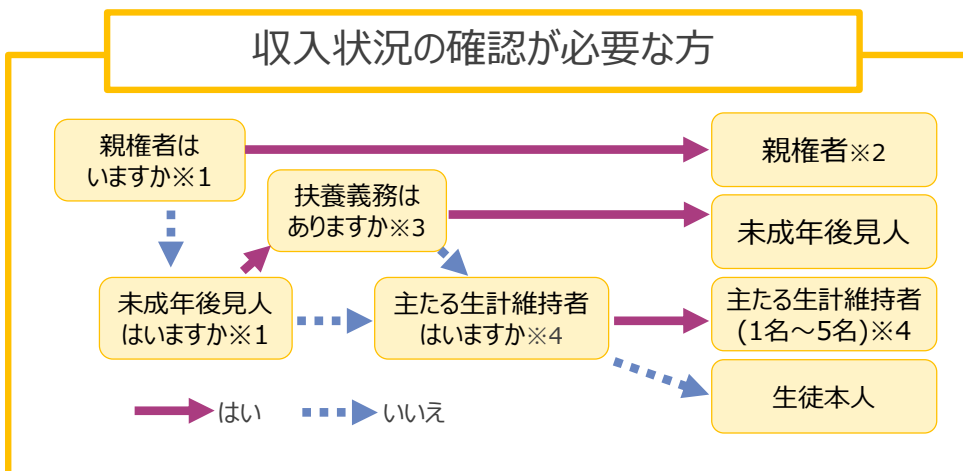 収入状況の確認が必要な方
親権者は
いますか※1
親権者※2
扶養義務は
ありますか※3
未成年後見人
未成年後見人
はいますか※1
主たる生計維持者
はいますか※4
主たる生計維持者
(1名～5名)※4
生徒本人
はい
いいえ